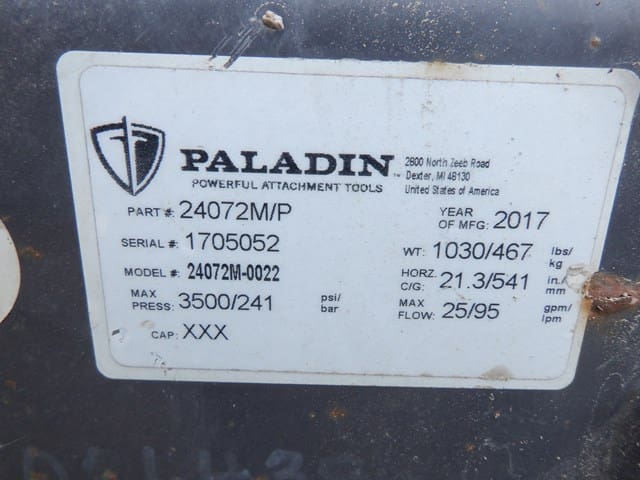 PALADIN™
POWERFUL ATTACHMENT TOOLS
2800 North Zeeb Road
Dexter, MI 48130
United States of America
PART #: 24072M/P
YEAR OF MFG: 2017
SERIAL #: 1705052
WT: 1030/467 lbs/kg
MODEL #: 24072M-0022
HORZ. C/G: 21.3/541 in./mm
MAX PRESS: 3500/241 psi/bar
MAX FLOW: 25/95 gpm/lpm
CAP: XXX